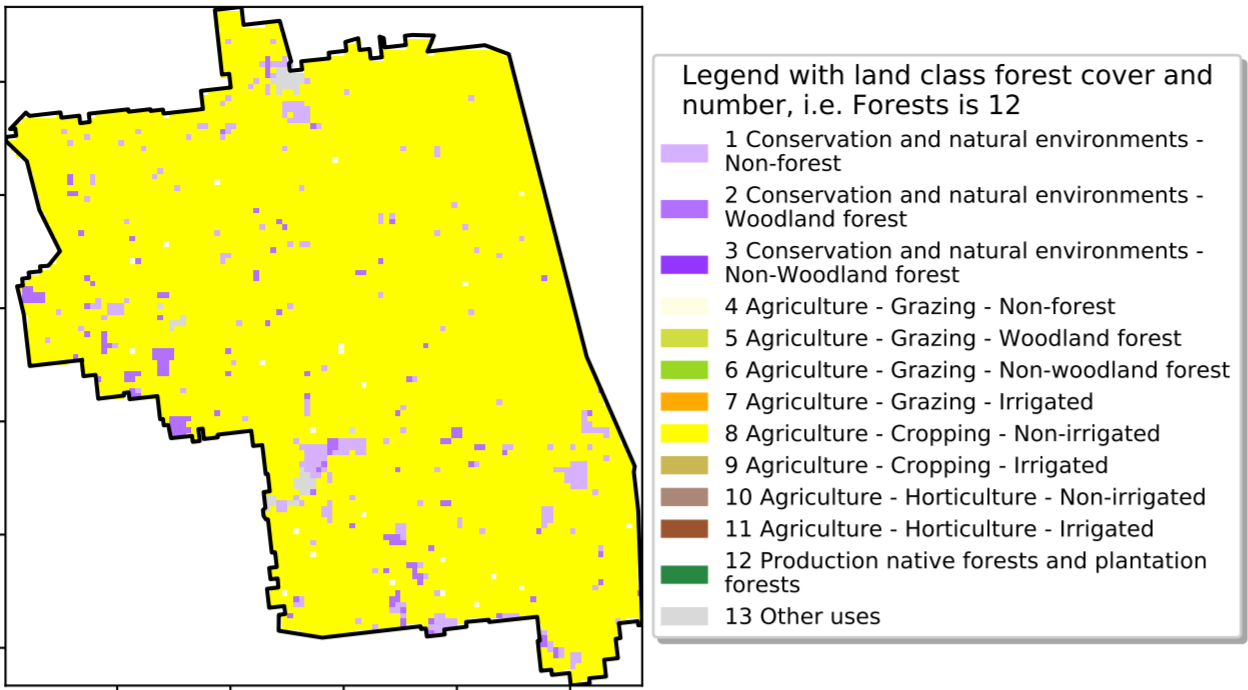 Legend with land class forest cover and
number, i.e. Forests is 12
1 Conservation and natural environments -
Non-forest
2 Conservation and natural environments -
Woodland forest
3 Conservation and natural environments -
Non-Woodland forest
4 Agriculture - Grazing - Non-forest
5 Agriculture - Grazing - Woodland forest
6 Agriculture - Grazing - Non-woodland forest
7 Agriculture - Grazing - Irrigated
8 Agriculture - Cropping - Non-irrigated
9 Agriculture - Cropping - Irrigated
10 Agriculture - Horticulture - Non-irrigated
11 Agriculture - Horticulture - Irrigated
12 Production native forests and plantation
forests
13 Other uses